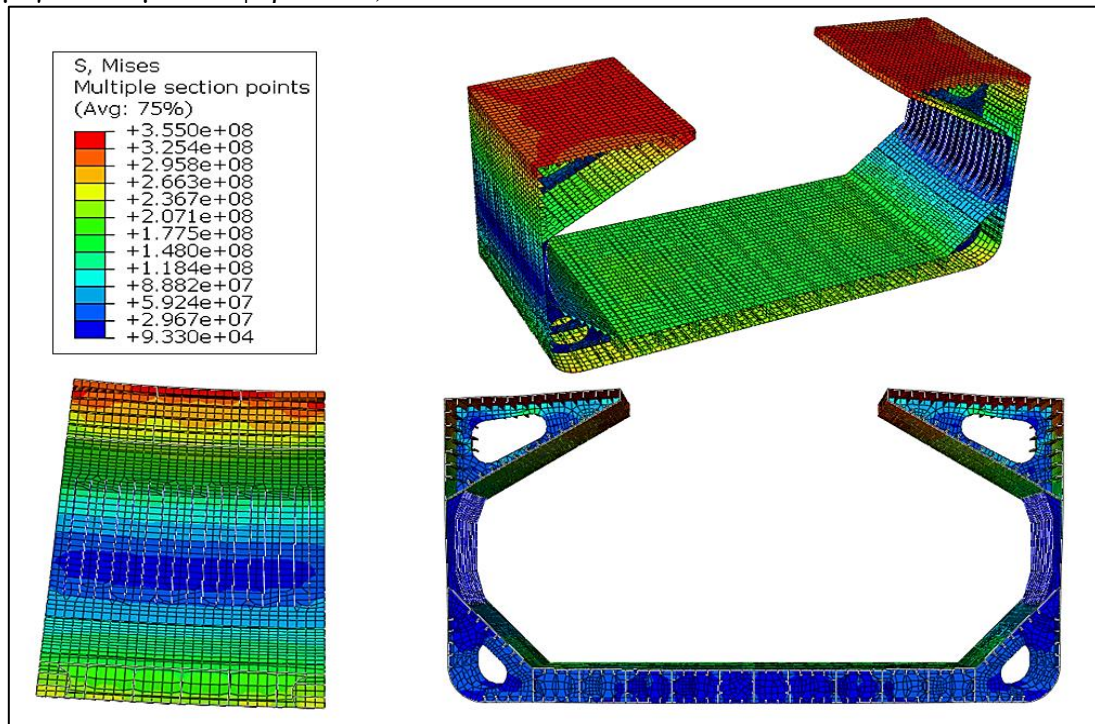 S, Mises
Multiple section points
(Avg: 75%)
+3.550e+08
+3.254e+08
+2.958e+08
+2.663e+08
+2.367e+08
+2.071e+08
+1.775e+08
+1.480e+08
+1.184e+08
+8.882e+07
+5.924e+07
+2.967e+07
+9.330e+04